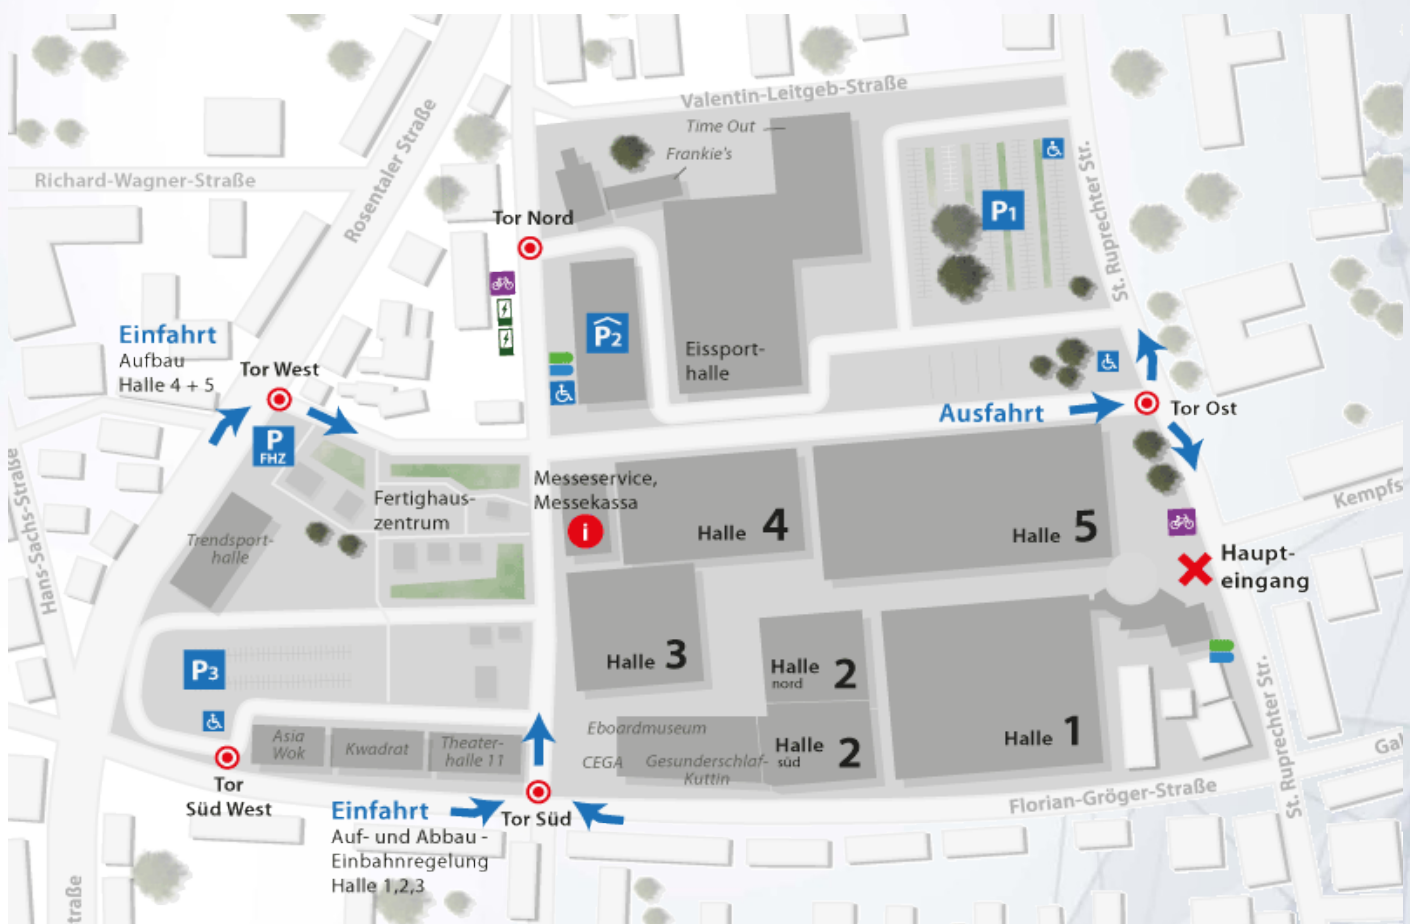 Valentin-Leitgeb-Straße
Time Out
Frankie's
Rosentaler Straße
Richard-Wagner-Straße
St. Ruprechter Str.
P1
Tor Nord
P2
Einfahrt
Aufbau
Halle 4 + 5
Tor West
Eissport-
halle
Ausfahrt
Tor Ost
P
FHZ
Hans-Sachs-Straße
Fertighaus-
zentrum
Messeservice,
Messekassa
i
Halle 4
Halle 5
Kempfs
Trendsport-
halle
Haupt-
eingang
Halle 3
Halle 2
nord
P3
Halle 2
süd
Halle 1
St. Ruprechter Str.
Eboardmuseum
CEGA
Gesunderschlaf-
Kuttin
Asia
Wok
Kwadrat
Theater-
halle 11
Gal
Tor
Süd West
Florian-Gröger-Straße
Einfahrt
Auf- und Abbau -
Einbahnregelung
Halle 1,2,3
Tor Süd
traße